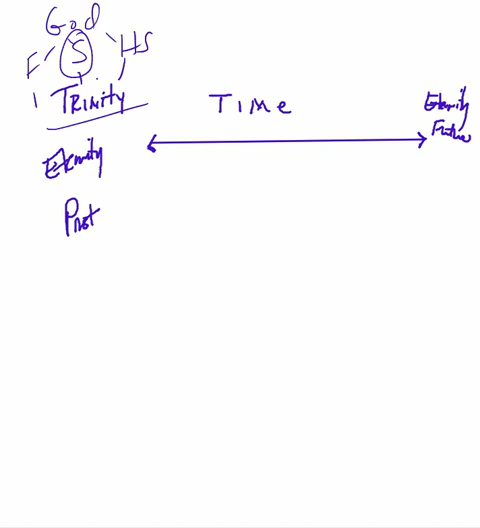 God
F S HS
TRINITY
TIME
Eternity
Future
Eternity
Past